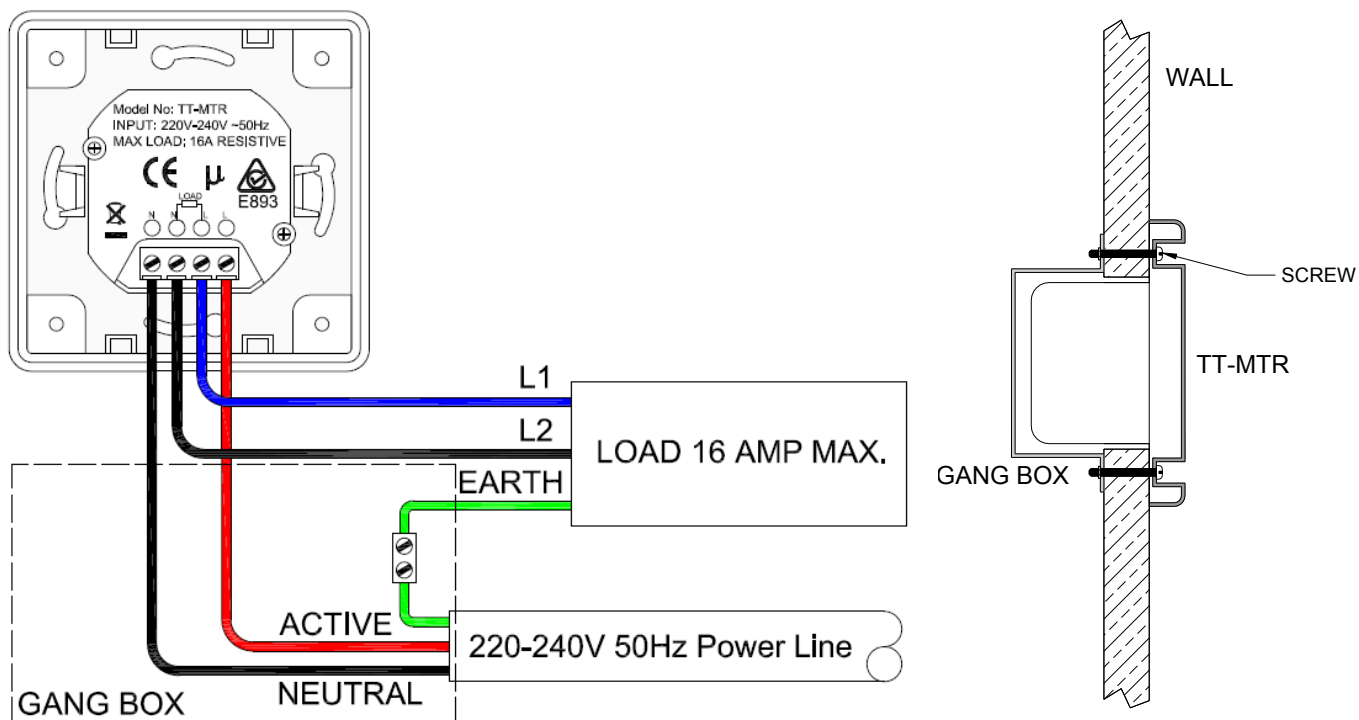 Model No: TT-MTR
INPUT: 220V-240V ~50Hz
MAX LOAD; 16A RESISTIVE
CE μ
E893
LOAD
N N L L
L1
L2
LOAD 16 AMP MAX.
EARTH
ACTIVE
220-240V 50Hz Power Line
NEUTRAL
GANG BOX
WALL
SCREW
TT-MTR
GANG BOX